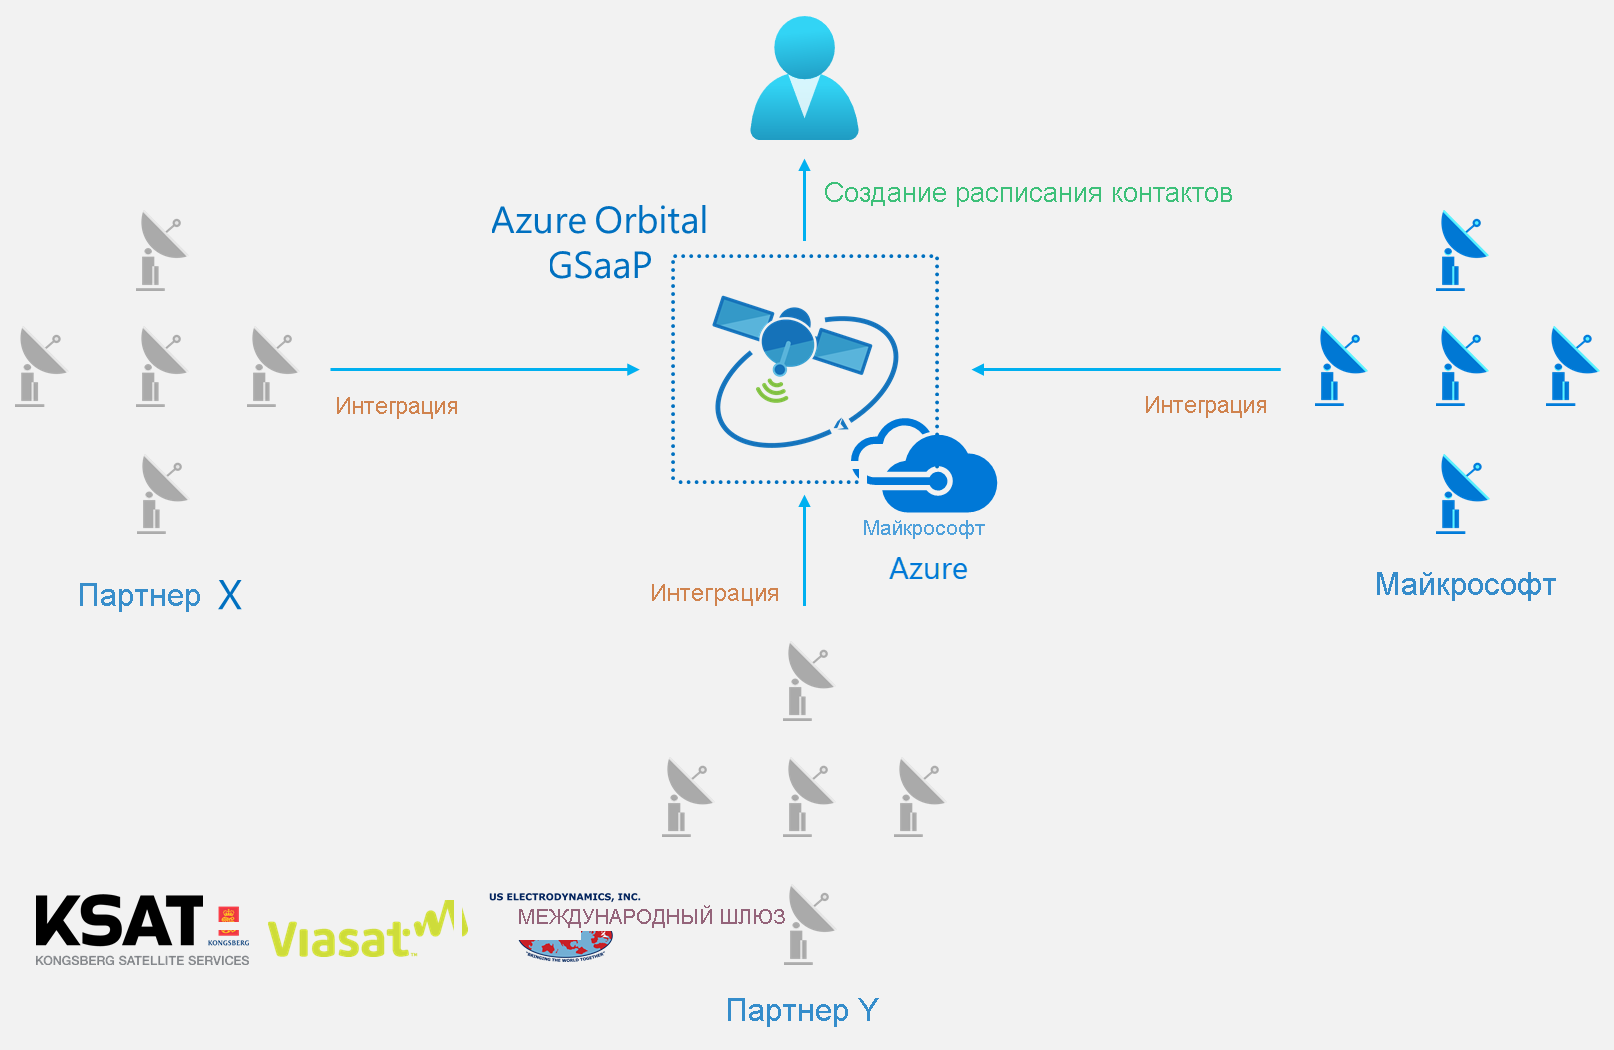 Создание расписания контактов
Azure Orbital
GSaaP
Интеграция
Интеграция
Майкрософт
Azure
Интеграция
Партнер X
Майкрософт
KSAT
KONGSBERG
KONGSBERG SATELLITE SERVICES
Viasat
US ELECTRODYNAMICS, INC.
МЕЖДУНАРОДНЫЙ ШЛЮЗ
"BRINGING THE WORLD TOGETHER"
Партнер Y